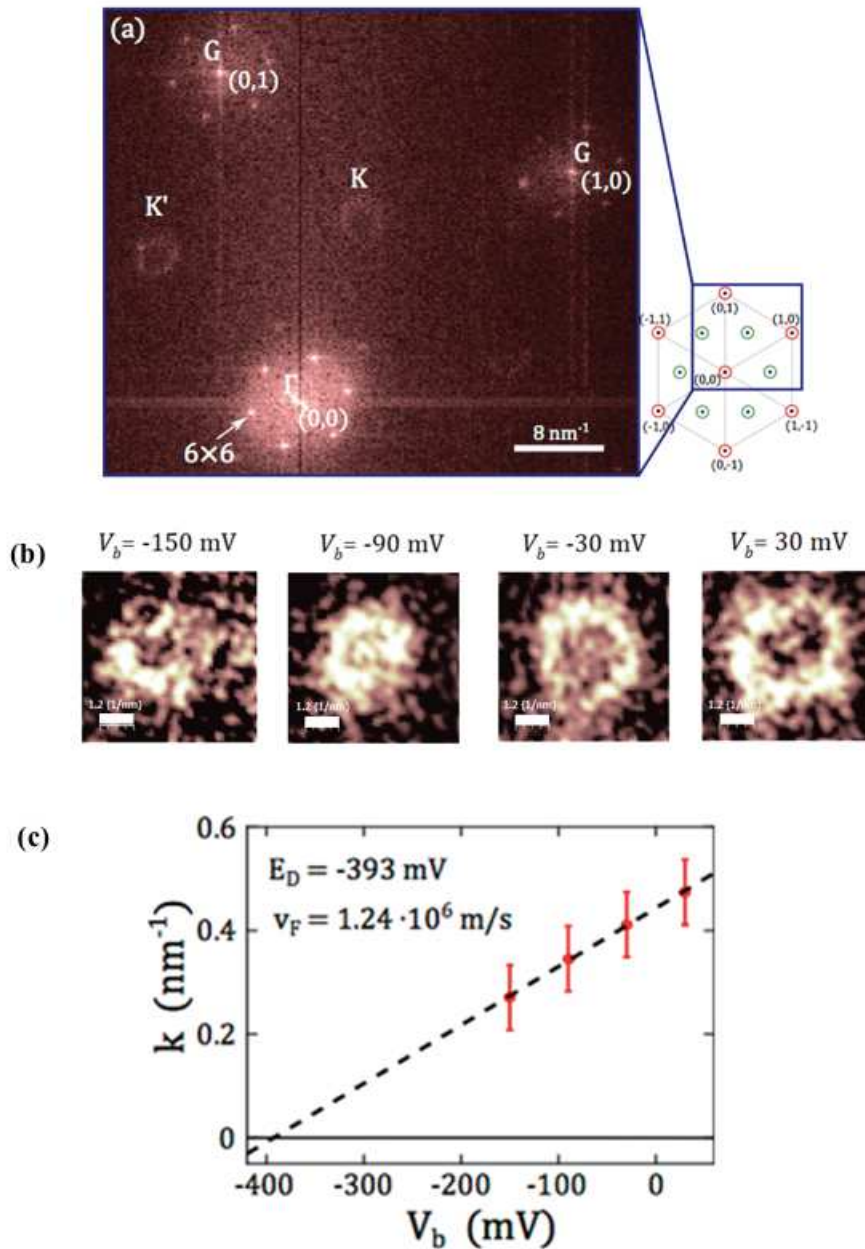 (a)
G
(0,1)
G
(1,0)
K
K'
Γ
(0,0)
6×6
8 nm⁻¹
(0,1)
(-1,1)
(1,0)
(0,0)
(-1,0)
(1,-1)
(0,-1)
(b)
V_b= -150 mV
V_b= -90 mV
V_b= -30 mV
V_b= 30 mV
1.2 (1/nm)
1.2 (1/nm)
1.2 (1/nm)
1.2 (1/nm)
(c)
0.6
0.4
0.2
0
k (nm⁻¹)
E_D = -393 mV
v_F = 1.24 ·10⁶ m/s
-400 -300 -200 -100 0
V_b (mV)